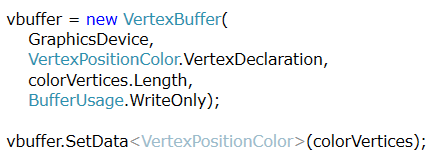 vbuffer = new VertexBuffer(
GraphicsDevice,
VertexPositionColor.VertexDeclaration,
colorVertices.Length,
BufferUsage.WriteOnly);
vbuffer.SetData<VertexPositionColor>(colorVertices);